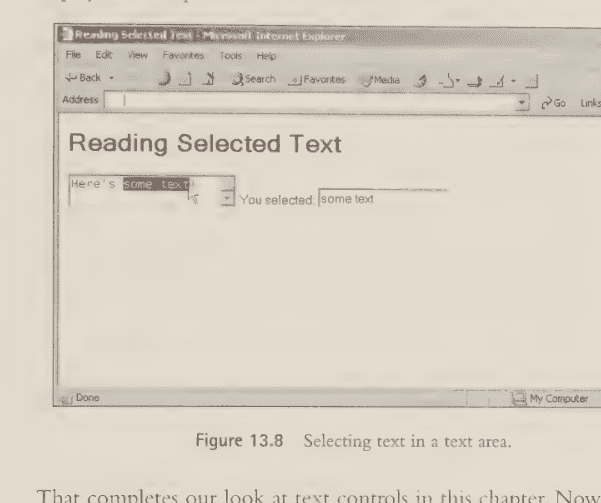 Reading Selected Text - Microsoft Internet Explorer
File Edit View Favorites Tools Help
Back Search Favorites Media
Address Go Links
Reading Selected Text
Here's some text!
You selected: some text
Done My Computer
Figure 13.8 Selecting text in a text area.
That completes our look at text controls in this chapter. Now